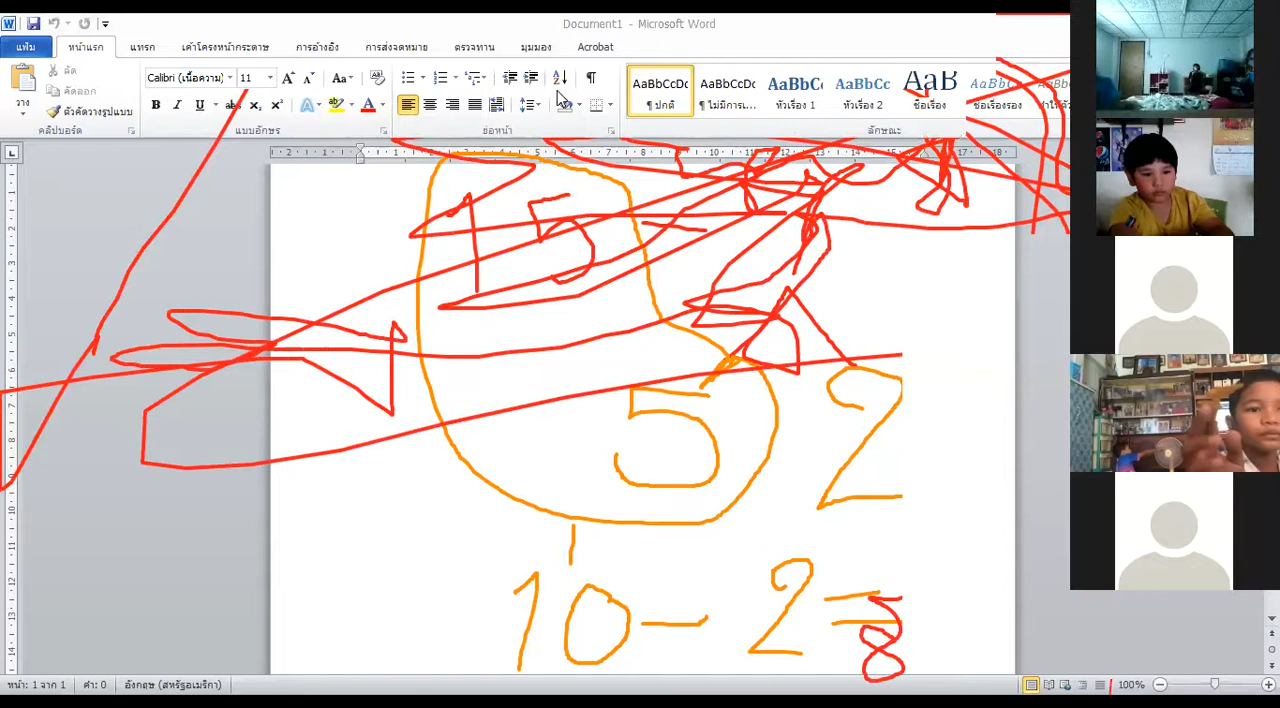 Document1 - Microsoft Word
แฟ้ม หน้าแรก แทรก เค้าโครงหน้ากระดาษ การอ้างอิง การส่งจดหมาย ตรวจทาน มุมมอง Acrobat
วาง
ตัด
คัดลอก
ตัวคัดวางรูปแบบ
คลิปบอร์ด
Calibri (เนื้อความ) 11
แบบอักษร
ย่อหน้า
AaBbCcDc AaBbCcDc AaBbC AaBbCc AaB AaBbCc
¶ ปกติ ¶ ไม่มีการ... หัวเรื่อง 1 หัวเรื่อง 2 ชื่อเรื่อง ชื่อเรื่องรอง
ลักษณะ
15 -
5 2
10 - 2 =
8
หน้า: 1 จาก 1 คำ: 0 อังกฤษ (สหรัฐอเมริกา) 100%